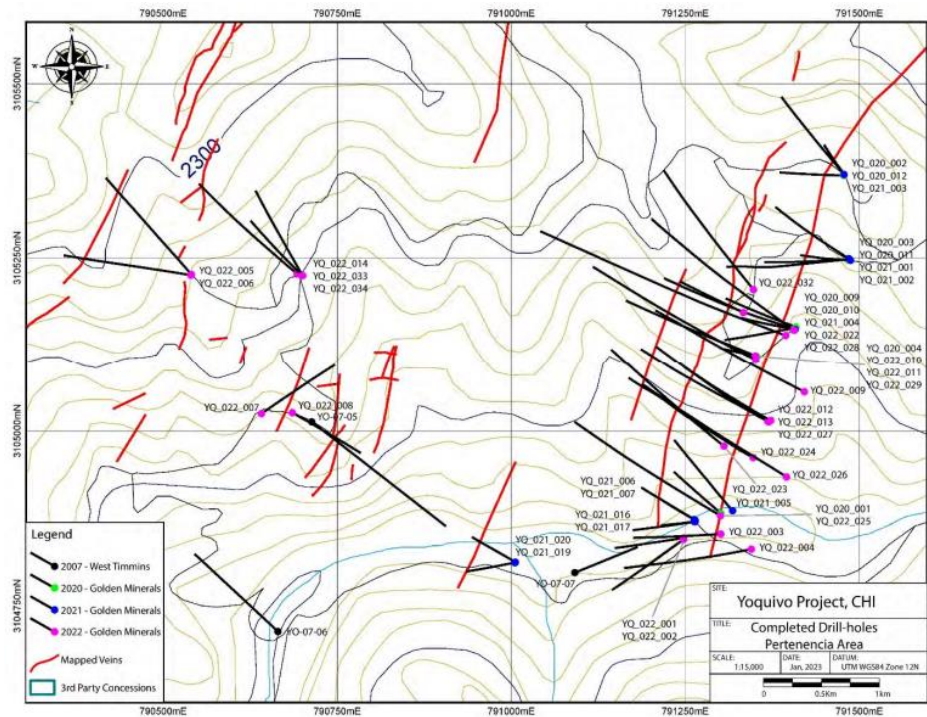 790500mE 790750mE 791000mE 791250mE 791500mE
N
W E
S
3105500mN
3105250mN
3105000mN
3104750mN
2300
YQ_020_002
YQ_020_012
YQ_021_003
YQ_020_003
YQ_020_011
YQ_021_001
YQ_021_002
YQ_022_005
YQ_022_006
YQ_022_014
YQ_022_033
YQ_022_034
YQ_022_032
YQ_020_009
YQ_020_010
YQ_021_004
YQ_022_022
YQ_022_028
YQ_020_004
YQ_022_010
YQ_022_011
YQ_022_029
YQ_022_009
YQ_022_007
YQ_022_008
YO-07-05
YQ_022_012
YQ_022_013
YQ_022_027
YQ_022_024
YQ_022_026
YQ_022_023
YQ_021_005
YQ_021_006
YQ_021_007
YQ_020_001
YQ_022_025
YQ_021_016
YQ_021_017
YQ_022_003
YQ_022_004
YQ_021_020
YQ_021_019
YO-07-07
YQ_022_001
YQ_022_002
YO-07-06
Legend
2007 - West Timmins
2020 - Golden Minerals
2021 - Golden Minerals
2022 - Golden Minerals
Mapped Veins
3rd Party Concessions
SITE:
Yoquivo Project, CHI
TITLE:
Completed Drill-holes
Pertenencia Area
SCALE: DATE: DATUM:
1:15,000 Jan, 2023 UTM WGS84 Zone 12N
0 0.5Km 1km
790500mE 790750mE 791000mE 791250mE 791500mE